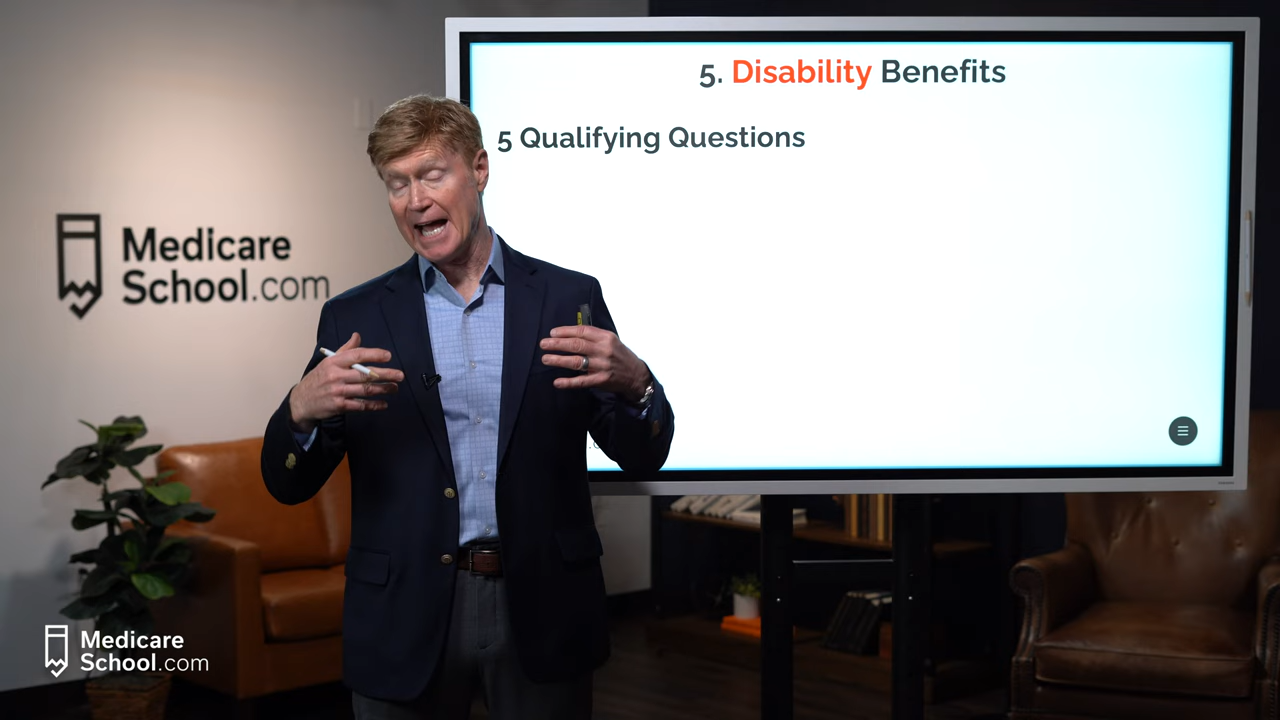 5. Disability Benefits
5 Qualifying Questions
Medicare
School.com
Medicare
School.com